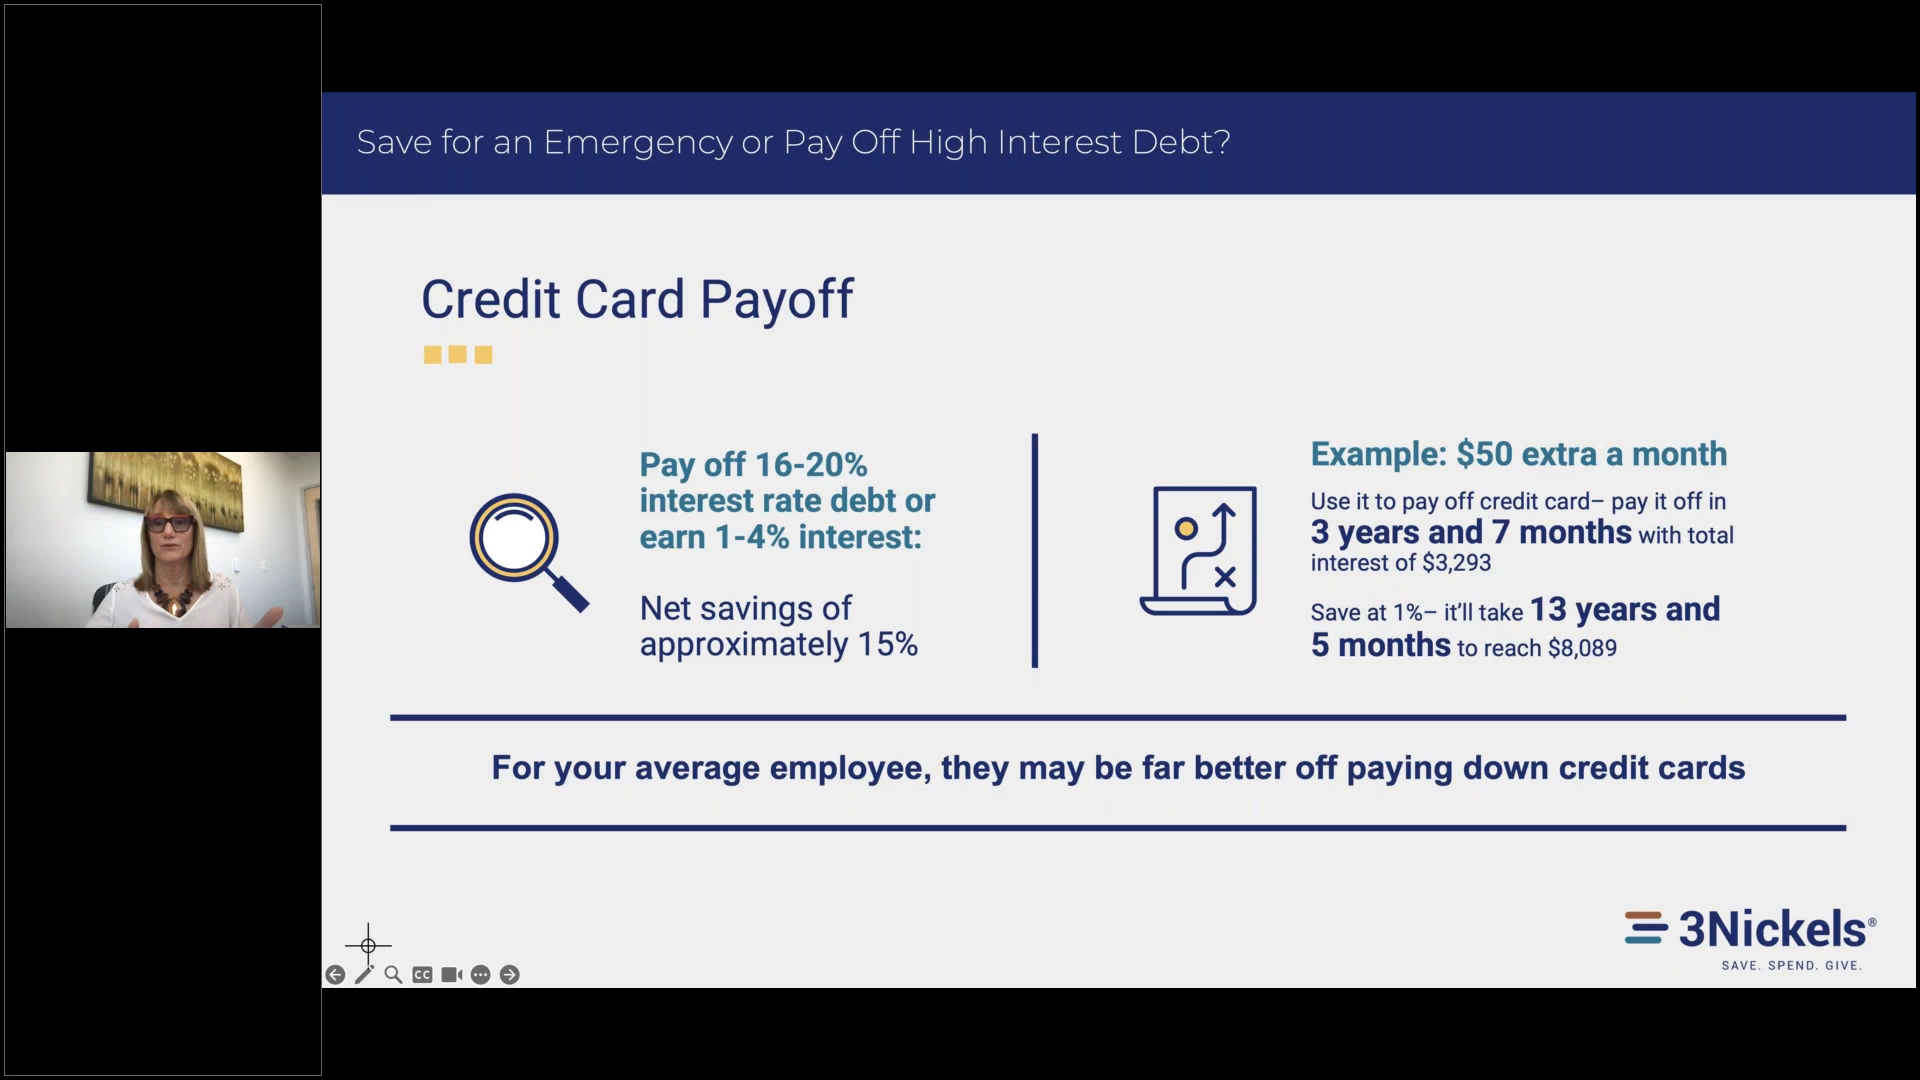 Save for an Emergency or Pay Off High Interest Debt?
Credit Card Payoff
Pay off 16-20%
interest rate debt or
earn 1-4% interest:
Net savings of
approximately 15%
Example: $50 extra a month
Use it to pay off credit card– pay it off in
3 years and 7 months with total
interest of $3,293
Save at 1%– it’ll take 13 years and
5 months to reach $8,089
For your average employee, they may be far better off paying down credit cards
3Nickels®
SAVE. SPEND. GIVE.
CC